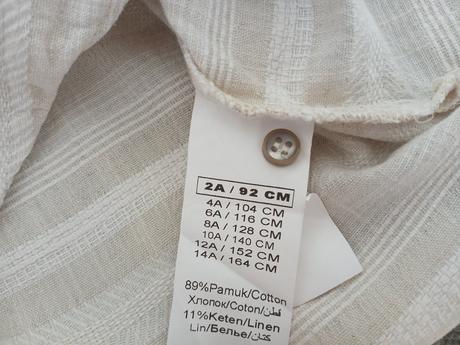 2A / 92 CM
4A / 104 CM
6A / 116 CM
8A / 128 CM
10A / 140 CM
12A / 152 CM
14A / 164 CM
89%Pamuk/Cotton
Хлопок/Coton/قطن
11%Keten/Linen
Lin/Белье/كتان